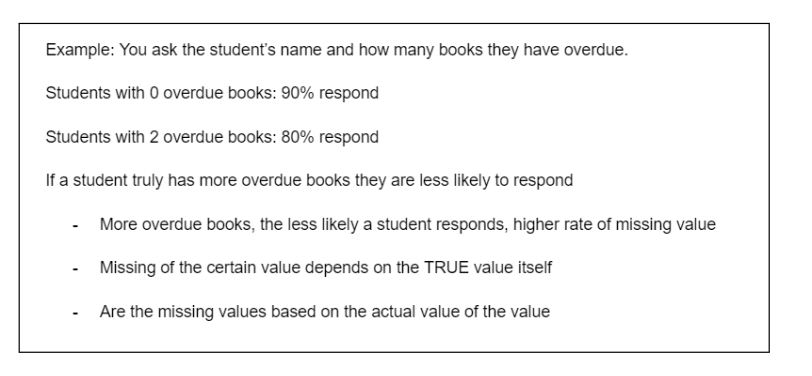 Example: You ask the student's name and how many books they have overdue.
Students with 0 overdue books: 90% respond
Students with 2 overdue books: 80% respond
If a student truly has more overdue books they are less likely to respond
- More overdue books, the less likely a student responds, higher rate of missing value
- Missing of the certain value depends on the TRUE value itself
- Are the missing values based on the actual value of the value